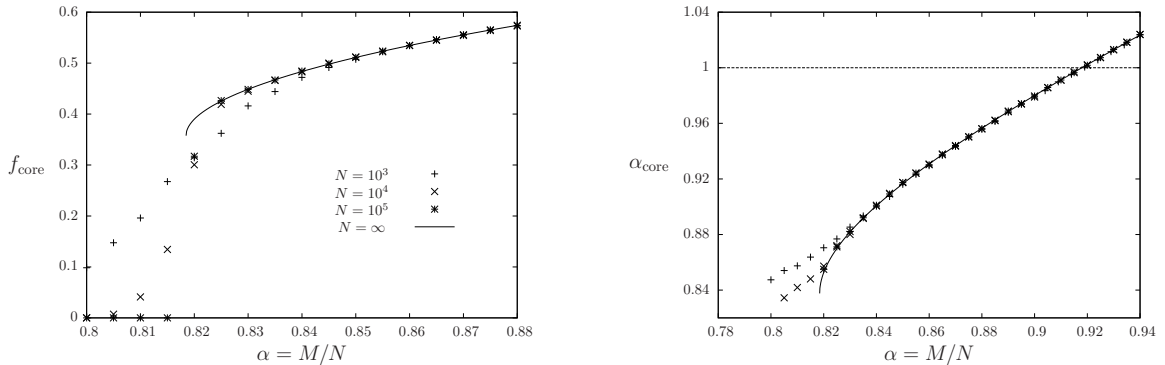 0.6
0.5
0.4
0.3
0.2
0.1
0
f_core
N = 10^3
N = 10^4
N = 10^5
N = ∞
0.8 0.81 0.82 0.83 0.84 0.85 0.86 0.87 0.88
α = M/N
1.04
1
0.96
0.92
0.88
0.84
α_core
0.78 0.8 0.82 0.84 0.86 0.88 0.9 0.92 0.94
α = M/N